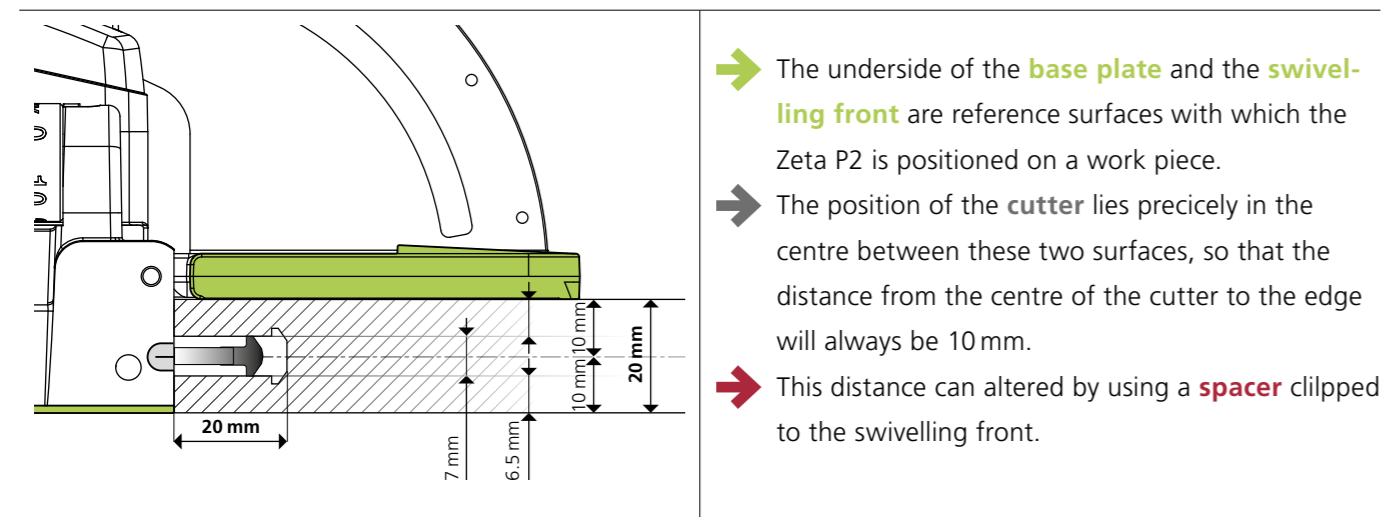 The underside of the base plate and the swivel-
ling front are reference surfaces with which the
Zeta P2 is positioned on a work piece.
The position of the cutter lies precicely in the
centre between these two surfaces, so that the
distance from the centre of the cutter to the edge
will always be 10 mm.
This distance can altered by using a spacer clilpped
to the swivelling front.
10 mm
10 mm
20 mm
20 mm
7 mm
6.5 mm